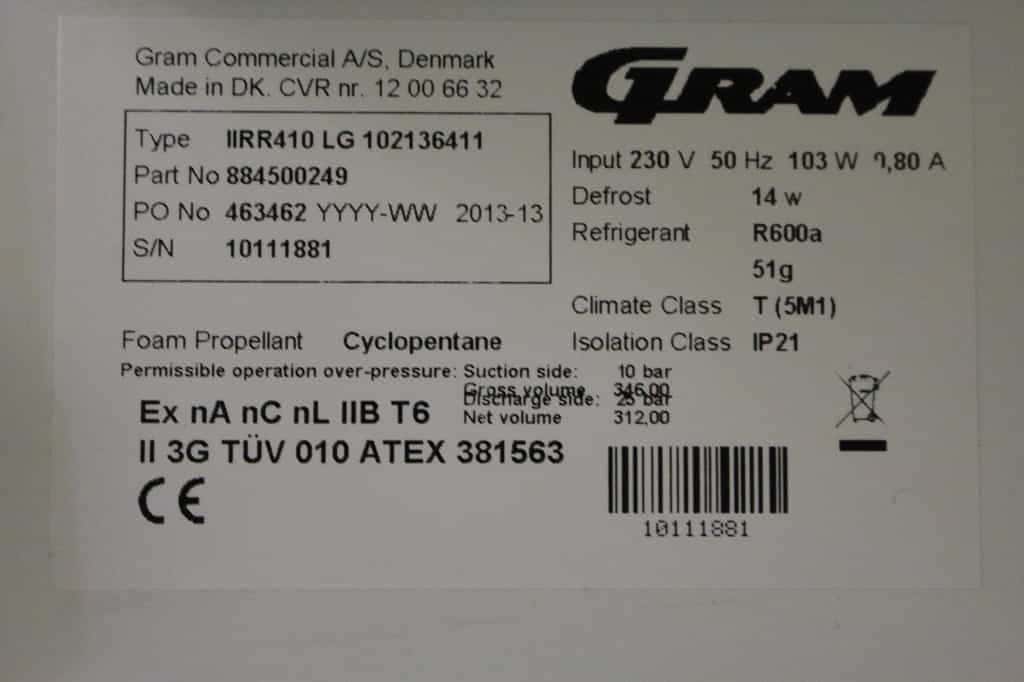 Gram Commercial A/S, Denmark
Made in DK. CVR nr. 12 00 66 32
GRAM
Type IIRR410 LG 102136411
Part No 884500249
PO No 463462 YYYY-WW 2013-13
S/N 10111881
Input 230 V 50 Hz 103 W 0,80 A
Defrost 14 w
Refrigerant R600a
51g
Climate Class T (5M1)
Isolation Class IP21
Foam Propellant Cyclopentane
Permissible operation over-pressure: Suction side: 10 bar
Gross volume 346,00
Discharge side: 25 bar
Net volume 312,00
Ex nA nC nL IIB T6
II 3G TÜV 010 ATEX 381563
CE
10111881